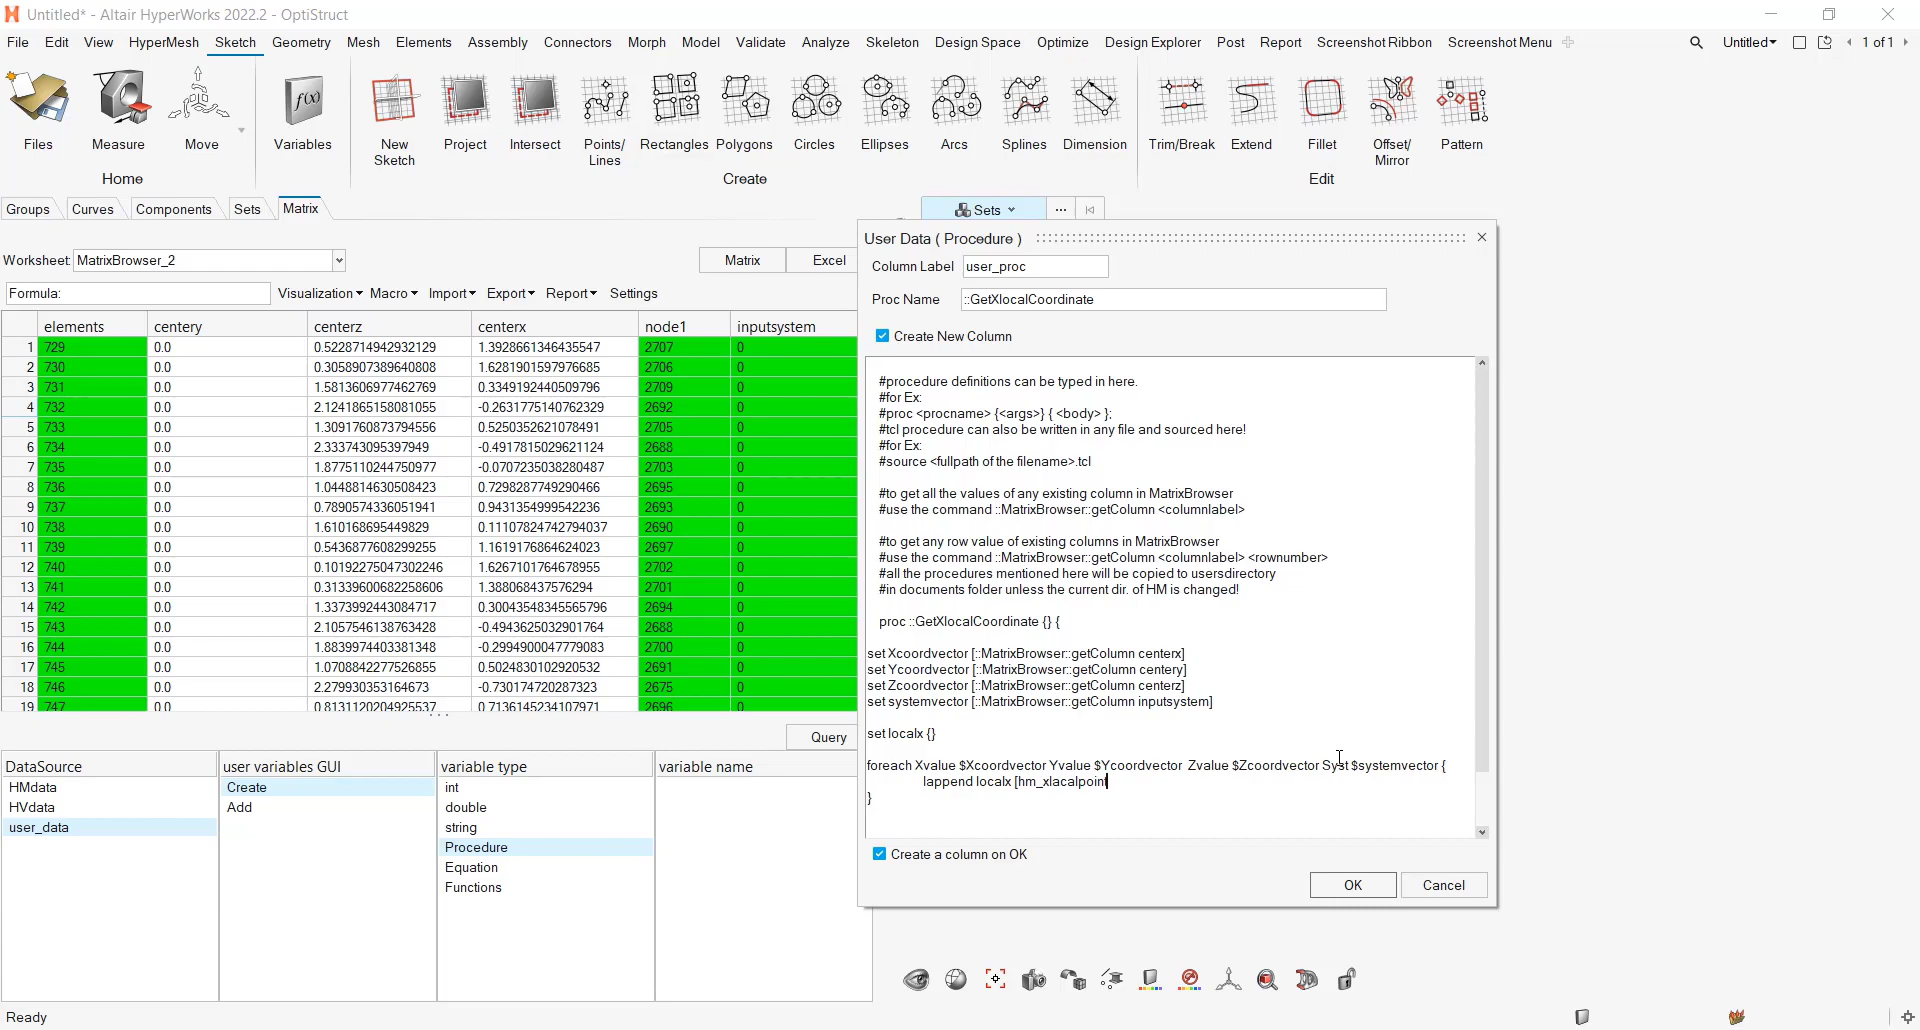 Untitled* - Altair HyperWorks 2022.2 - OptiStruct
File Edit View HyperMesh Sketch Geometry Mesh Elements Assembly Connectors Morph Model Validate Analyze Skeleton Design Space Optimize Design Explorer Post Report Screenshot Ribbon Screenshot Menu Untitled 1 of 1
f(x)
Files Measure Move Variables New Sketch Project Intersect Points/ Lines Rectangles Polygons Circles Ellipses Arcs Splines Dimension Trim/Break Extend Fillet Offset/ Mirror Pattern
Home Create Edit
Groups Curves Components Sets Matrix Sets ...
User Data ( Procedure )
Worksheet: MatrixBrowser_2 Matrix Excel
Column Label user_proc
Formula: Visualization Macro Import Export Report Settings
Proc Name ::GetXlocalCoordinate
Create New Column
elements centery centerz centerx node1 inputsystem
1 729 0.0 0.5228714942932129 1.3928661346435547 2707 0
2 730 0.0 0.3058907389640808 1.6281901597976685 2706 0
3 731 0.0 1.5813606977462769 0.3349192440509796 2709 0
4 732 0.0 2.1241865158081055 -0.2631775140762329 2692 0
5 733 0.0 1.3091760873794556 0.5250352621078491 2705 0
6 734 0.0 2.333743095397949 -0.4917815029621124 2688 0
7 735 0.0 1.8775110244750977 -0.0707235038280487 2703 0
8 736 0.0 1.0448814630508423 0.7298287749290466 2695 0
9 737 0.0 0.7890574336051941 0.9431354999542236 2693 0
10 738 0.0 1.610168695449829 0.11107824742794037 2690 0
11 739 0.0 0.5436877608299255 1.1619176864624023 2697 0
12 740 0.0 0.1019227504730224​6 1.6267101764678955 2702 0
13 741 0.0 0.31339600682258606 1.388068437576294 2701 0
14 742 0.0 1.3373992443084717 0.30043548345565796 2694 0
15 743 0.0 2.1057546138763428 -0.4943625032901764 2688 0
16 744 0.0 1.8839974403381348 -0.2994900047779083 2700 0
17 745 0.0 1.0708842277526855 0.5024830102920532 2691 0
18 746 0.0 2.279930353164673 -0.730174720287323 2675 0
19 747 0.0 0.8131120204925537 0.7136145234107971 2696 0
#procedure definitions can be typed in here.
#for Ex:
#proc <procname> {<args>} { <body> };
#tcl procedure can also be written in any file and sourced here!
#for Ex:
#source <fullpath of the filename>.tcl
#to get all the values of any existing column in MatrixBrowser
#use the command ::MatrixBrowser::getColumn <columnlabel>
#to get any row value of existing columns in MatrixBrowser
#use the command ::MatrixBrowser::getColumn <columnlabel> <rownumber>
#all the procedures mentioned here will be copied to usersdirectory
#in documents folder unless the current dir. of HM is changed!
proc ::GetXlocalCoordinate {} {
set Xcoordvector [::MatrixBrowser::getColumn centerx]
set Ycoordvector [::MatrixBrowser::getColumn centery]
set Zcoordvector [::MatrixBrowser::getColumn centerz]
set systemvector [::MatrixBrowser::getColumn inputsystem]
set localx {}
foreach Xvalue $Xcoordvector Yvalue $Ycoordvector Zvalue $Zcoordvector Syst $systemvector {
lappend localx [hm_xlacalpoint
}
Create a column on OK
OK Cancel
Query
DataSource user variables GUI variable type variable name
HMdata Create int
HVdata Add double
user_data string
Procedure
Equation
Functions
Ready